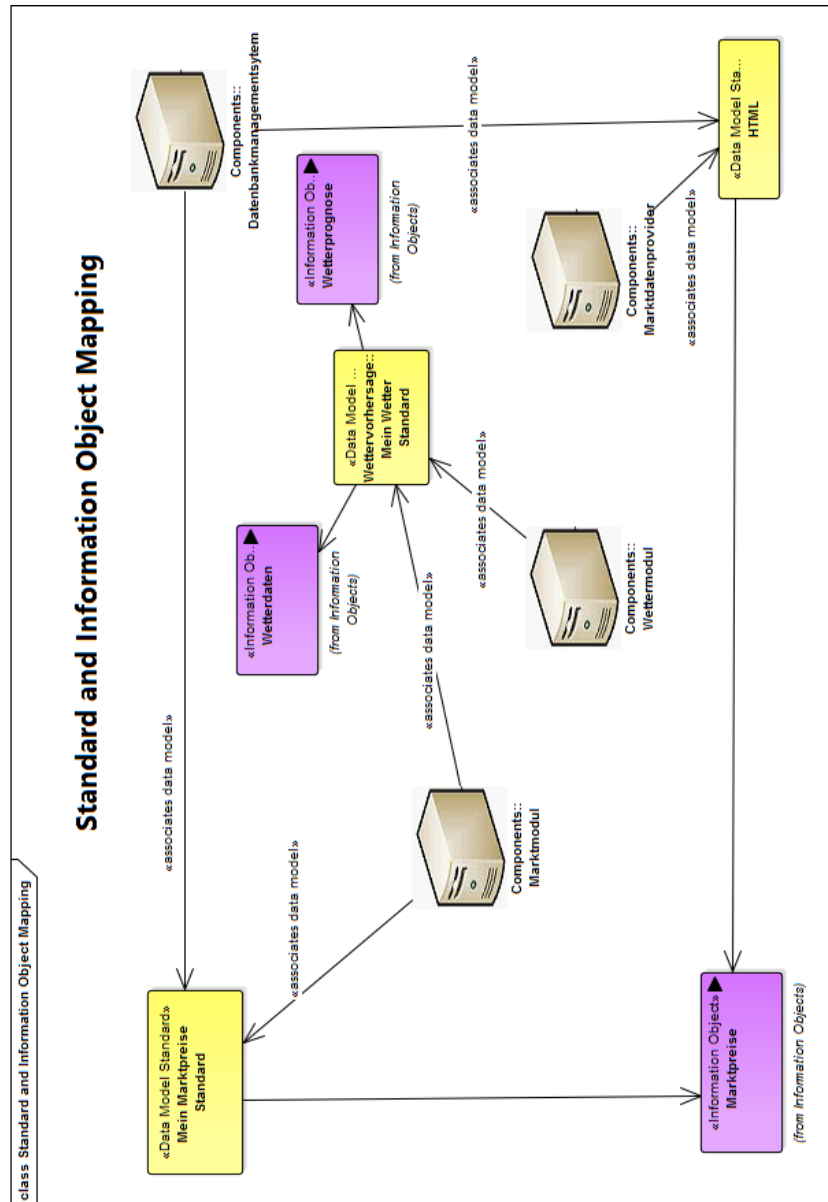 class Standard and Information Object Mapping
Standard and Information Object Mapping
«Data Model Standard»
Mein Marktpreise
Standard
«associates data model»
Components::
Datenbankmanagementsytem
«associates data model»
«Information Ob...
Wetterdaten
(from Information
Objects)
«Information Ob...
Wetterprognose
(from Information
Objects)
«Data Model ...
Wettervorhersage::
Mein Wetter
Standard
«associates data model»
«associates data model»
«associates data model»
Components::
Marktmodul
Components::
Wettermodul
Components::
Marktdatenprovider
«associates data model»
«Information Object»
Marktpreise
(from Information Objects)
«Data Model Sta...
HTML